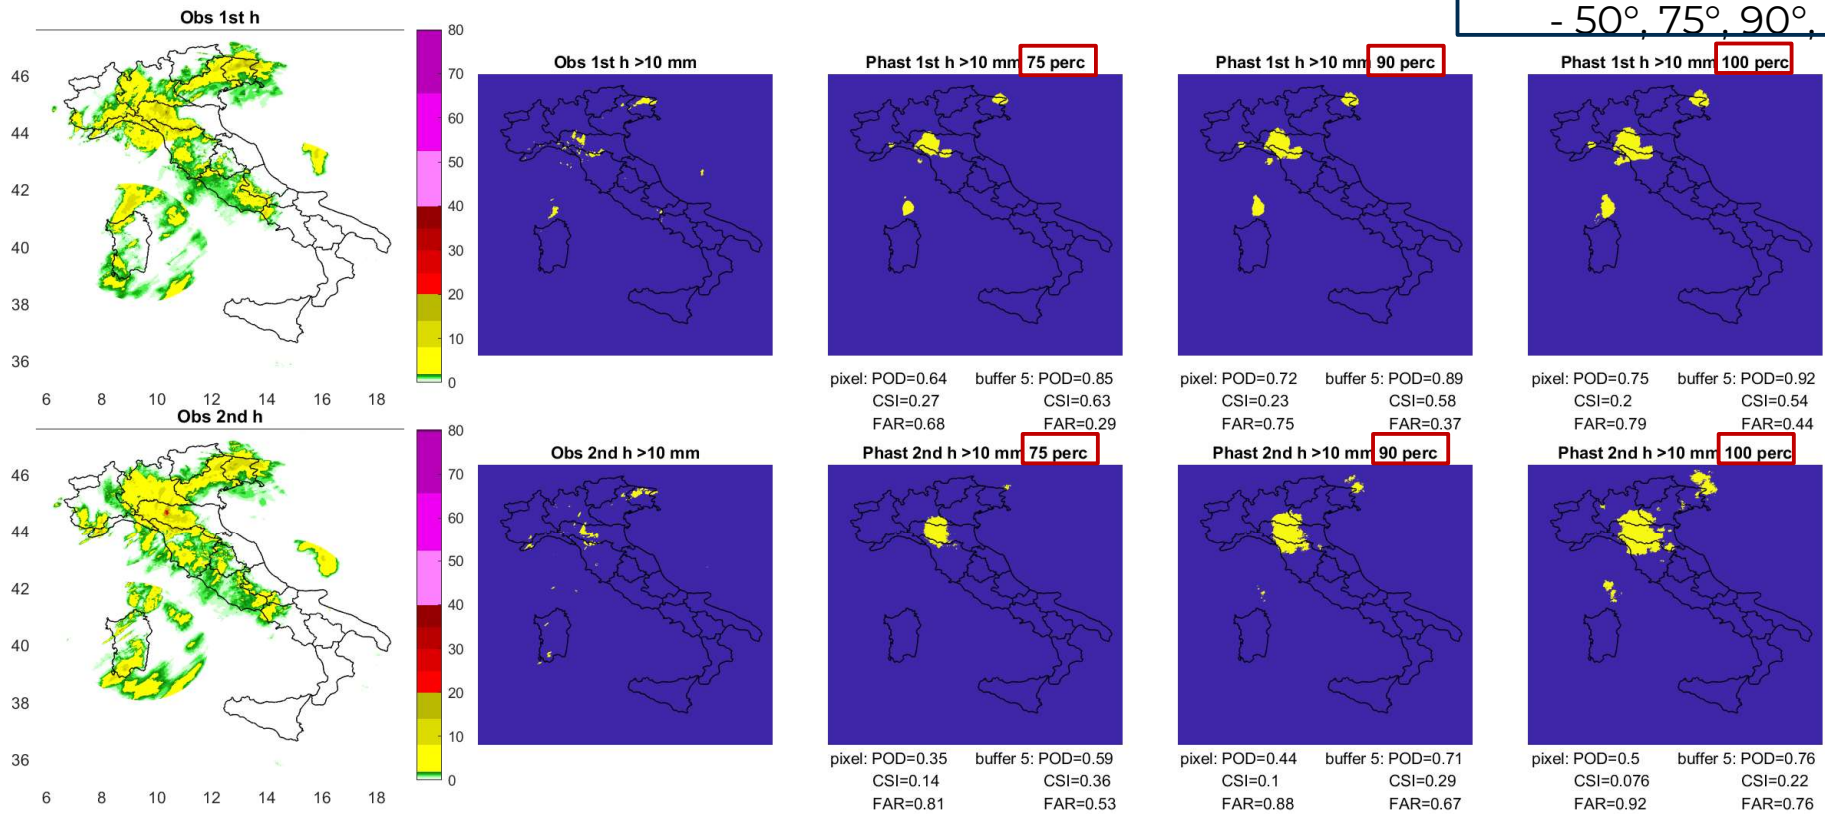 - 50°, 75°, 90°,
Obs 1st h
46
44
42
40
38
36
6 8 10 12 14 16 18
80
70
60
50
40
30
20
10
0
Obs 1st h >10 mm
Phast 1st h >10 mm 75 perc
Phast 1st h >10 mm 90 perc
Phast 1st h >10 mm 100 perc
pixel: POD=0.64 buffer 5: POD=0.85
CSI=0.27 CSI=0.63
FAR=0.68 FAR=0.29
pixel: POD=0.72 buffer 5: POD=0.89
CSI=0.23 CSI=0.58
FAR=0.75 FAR=0.37
pixel: POD=0.75 buffer 5: POD=0.92
CSI=0.2 CSI=0.54
FAR=0.79 FAR=0.44
Obs 2nd h
46
44
42
40
38
36
6 8 10 12 14 16 18
80
70
60
50
40
30
20
10
0
Obs 2nd h >10 mm
Phast 2nd h >10 mm 75 perc
Phast 2nd h >10 mm 90 perc
Phast 2nd h >10 mm 100 perc
pixel: POD=0.35 buffer 5: POD=0.59
CSI=0.14 CSI=0.36
FAR=0.81 FAR=0.53
pixel: POD=0.44 buffer 5: POD=0.71
CSI=0.1 CSI=0.29
FAR=0.88 FAR=0.67
pixel: POD=0.5 buffer 5: POD=0.76
CSI=0.076 CSI=0.22
FAR=0.92 FAR=0.76